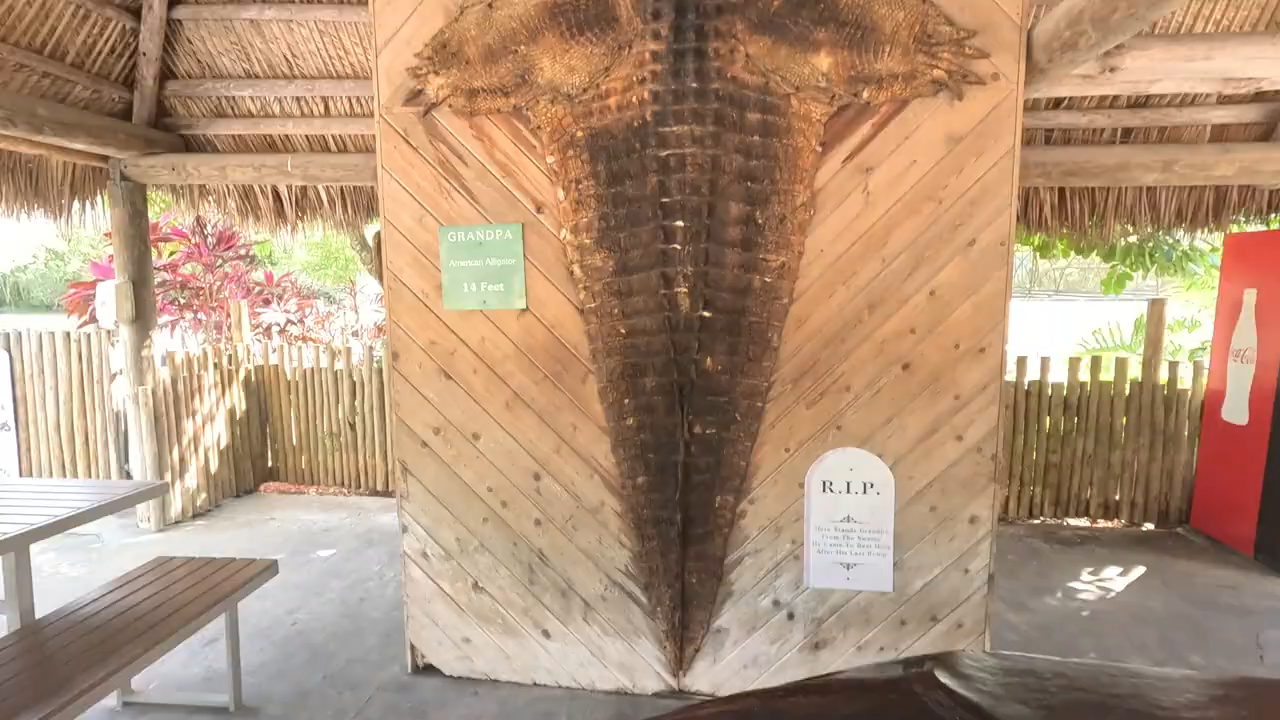 GRANDPA
American Alligator
14 Feet
R.I.P.
Here Stands Grandpa
From The Swamp
He Came To Rest Here
After His Last Romp
Coca-Cola